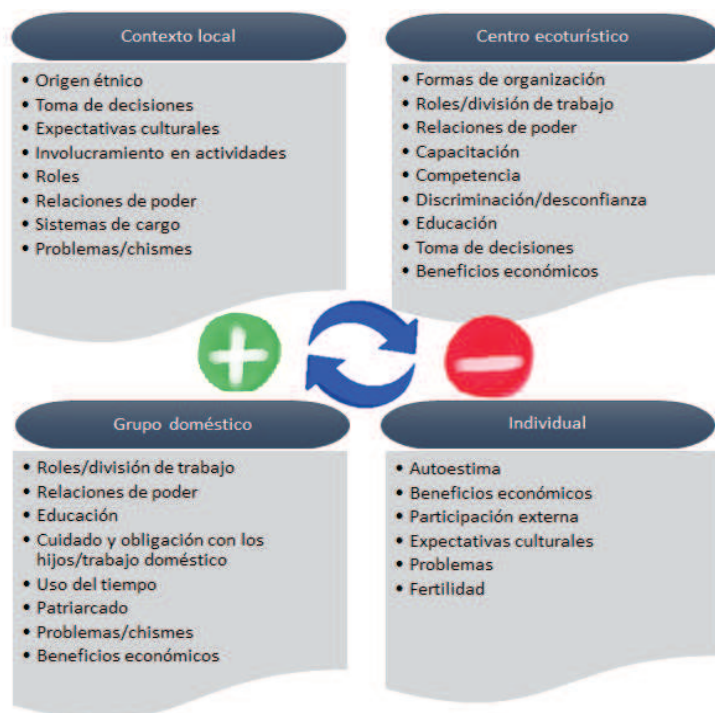 Contexto local
• Origen étnico
• Toma de decisiones
• Expectativas culturales
• Involucramiento en actividades
• Roles
• Relaciones de poder
• Sistemas de cargo
• Problemas/chismes
Centro ecoturístico
• Formas de organización
• Roles/división de trabajo
• Relaciones de poder
• Capacitación
• Competencia
• Discriminación/desconfianza
• Educación
• Toma de decisiones
• Beneficios económicos
Grupo doméstico
• Roles/división de trabajo
• Relaciones de poder
• Educación
• Cuidado y obligación con los
hijos/trabajo doméstico
• Uso del tiempo
• Patriarcado
• Problemas/chismes
• Beneficios económicos
Individual
• Autoestima
• Beneficios económicos
• Participación externa
• Expectativas culturales
• Problemas
• Fertilidad